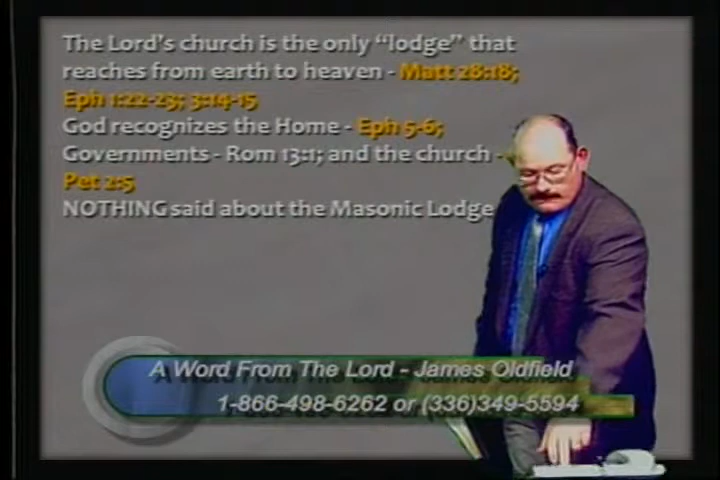 The Lord's church is the only "lodge" that
reaches from earth to heaven - Matt 28:18;
Eph 1:22-23; 3:14-15
God recognizes the Home - Eph 5-6;
Governments - Rom 13:1; and the church -
Pet 2:5
NOTHING said about the Masonic Lodge
A Word From The Lord - James Oldfield
1-866-498-6262 or (336)349-5594